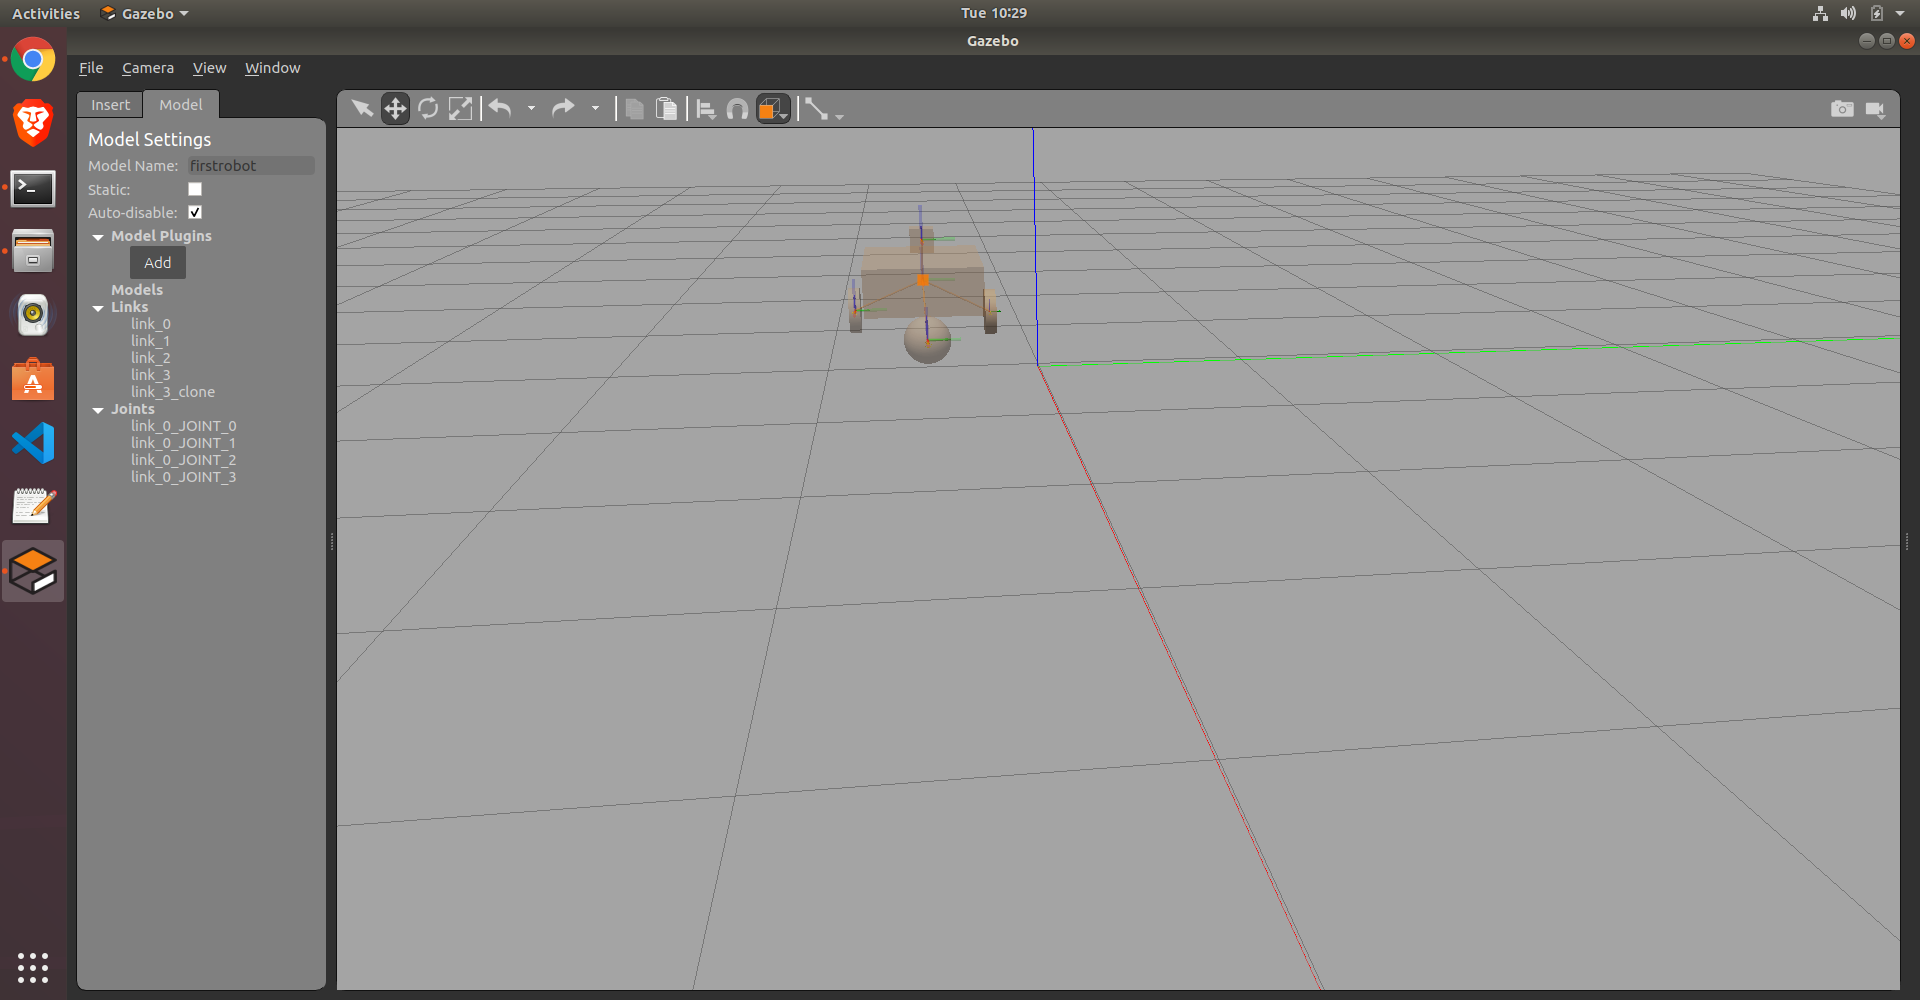 Activities Gazebo Tue 10:29
Gazebo
File Camera View Window
Insert Model
Model Settings
Model Name: firstrobot
Static:
Auto-disable:
Model Plugins
Add
Models
Links
link_0
link_1
link_2
link_3
link_3_clone
Joints
link_0_JOINT_0
link_0_JOINT_1
link_0_JOINT_2
link_0_JOINT_3